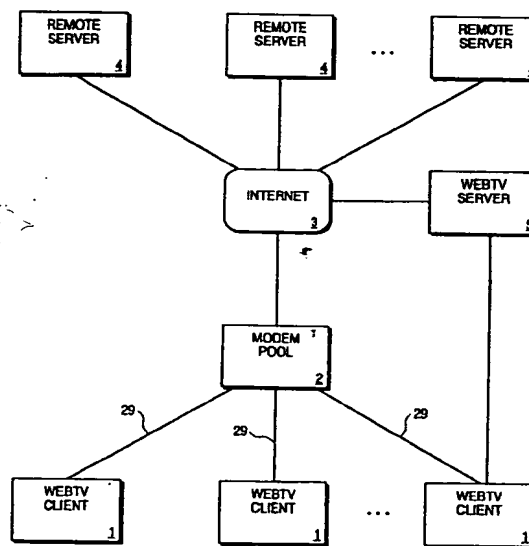 REMOTE
SERVER
4
REMOTE
SERVER
4
...
REMOTE
SERVER
INTERNET
3
WEBTV
SERVER
MODEM
POOL
2
29
29
29
WEBTV
CLIENT
1
WEBTV
CLIENT
1
...
WEBTV
CLIENT
1